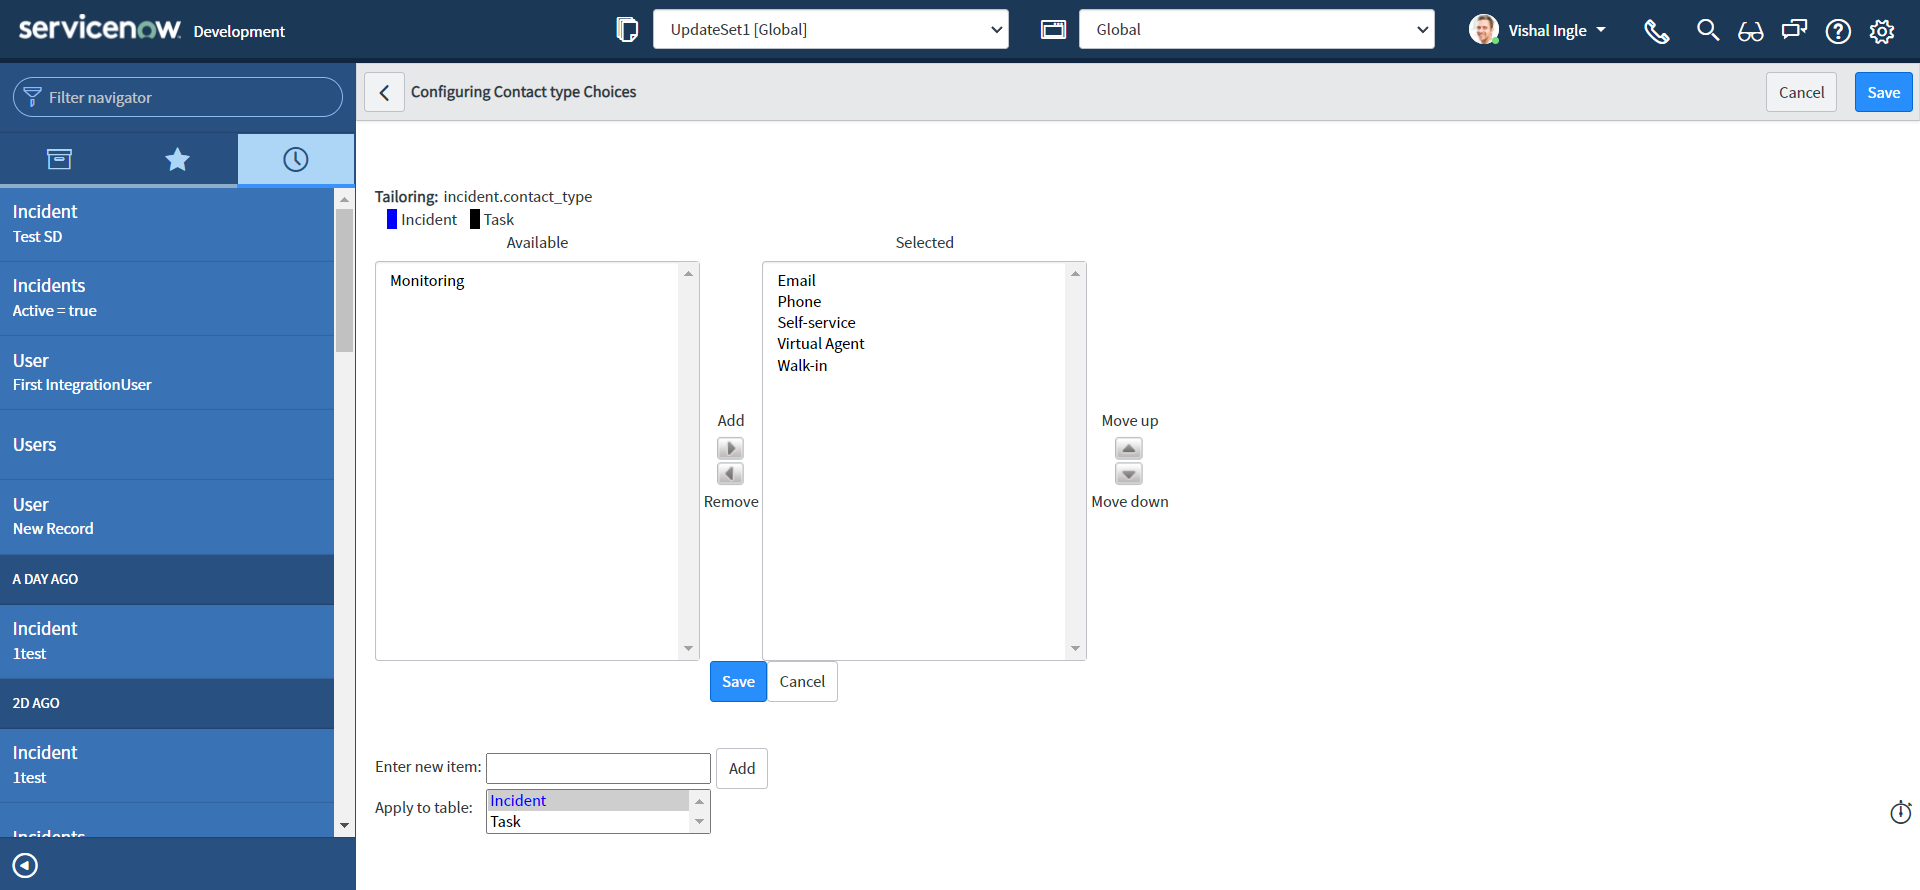 servicenow. Development
UpdateSet1 [Global]
Global
Vishal Ingle
Filter navigator
Configuring Contact type Choices
Cancel
Save
Incident
Test SD
Incidents
Active = true
User
First IntegrationUser
Users
User
New Record
A DAY AGO
Incident
1test
2D AGO
Incident
1test
Incidents
Tailoring: incident.contact_type
Incident Task
Available
Selected
Monitoring
Email
Phone
Self-service
Virtual Agent
Walk-in
Add
Remove
Move up
Move down
Save
Cancel
Enter new item:
Add
Apply to table:
Incident
Task